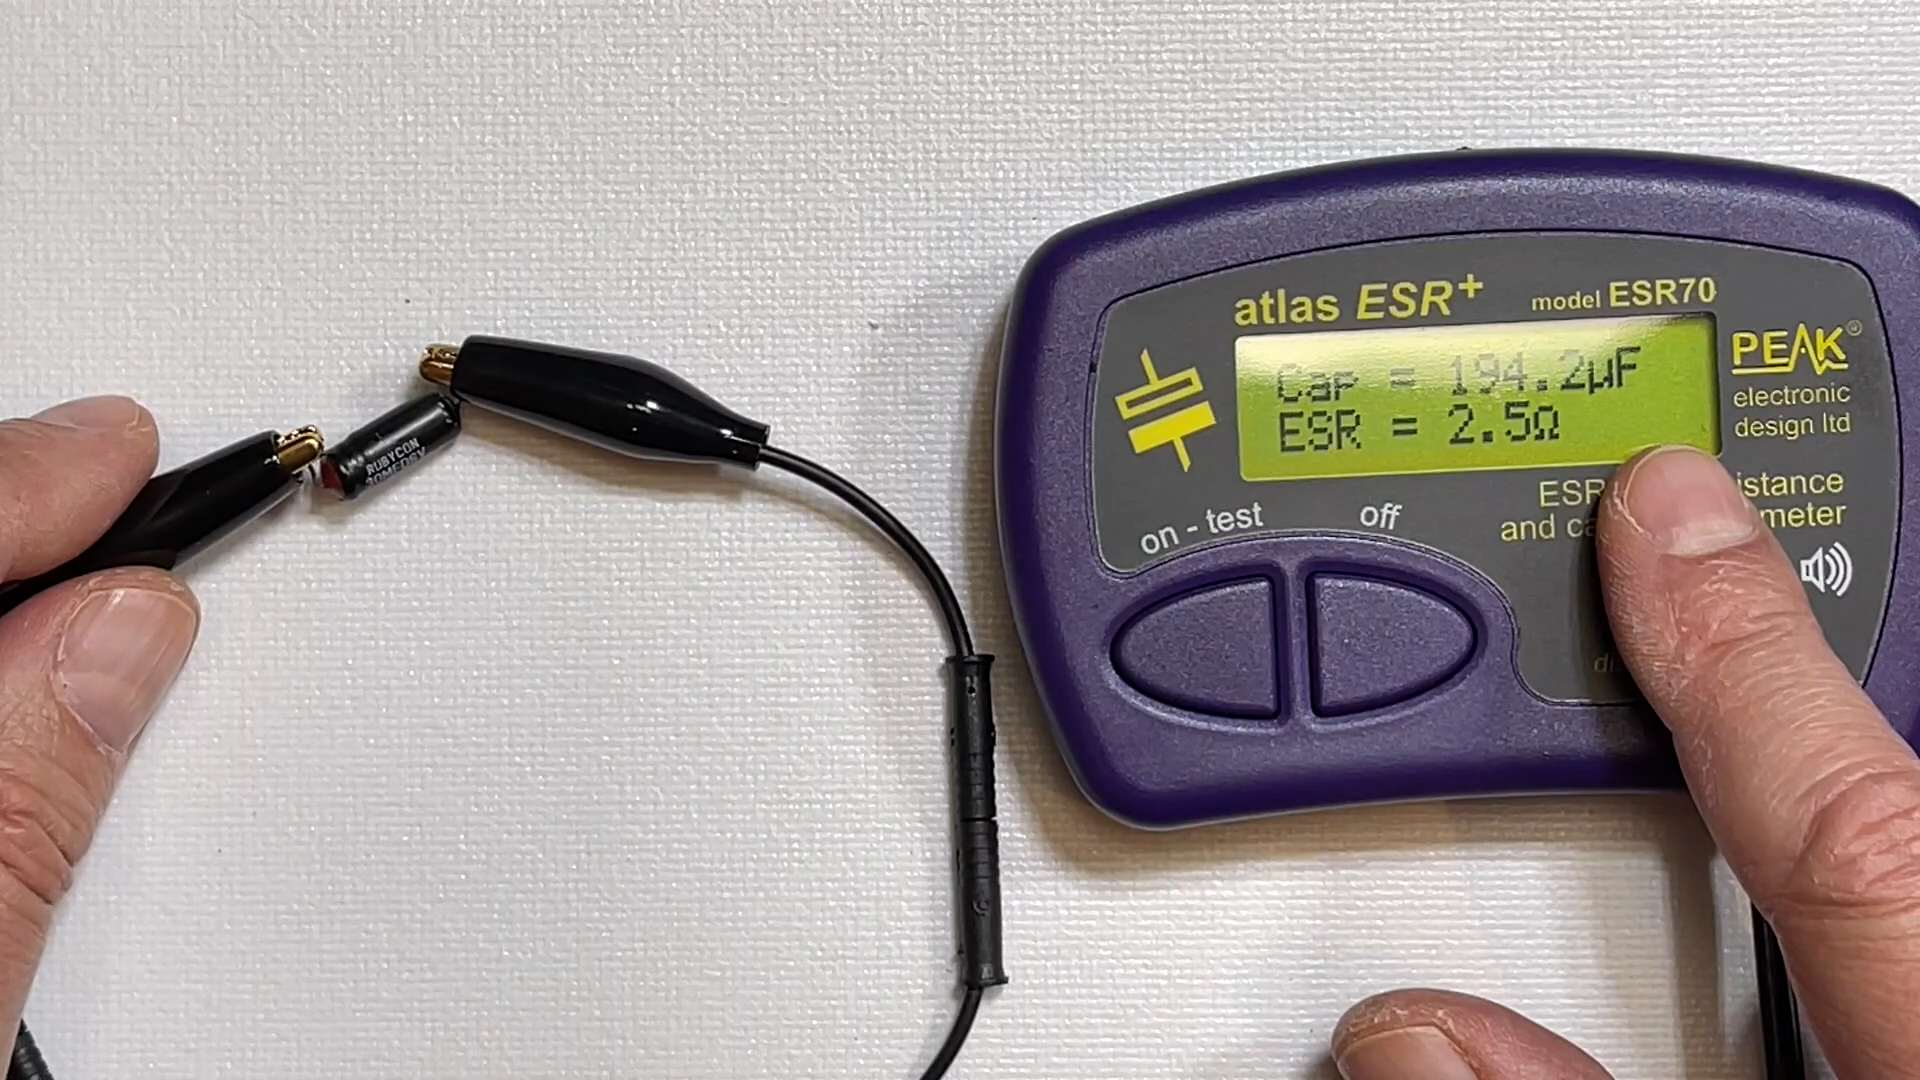 atlas ESR+ model ESR70
PEAK®
electronic
design ltd
Cap = 194.2µF
ESR = 2.5Ω
on - test
off
ESR
istance
and ca
meter
RUBYCON